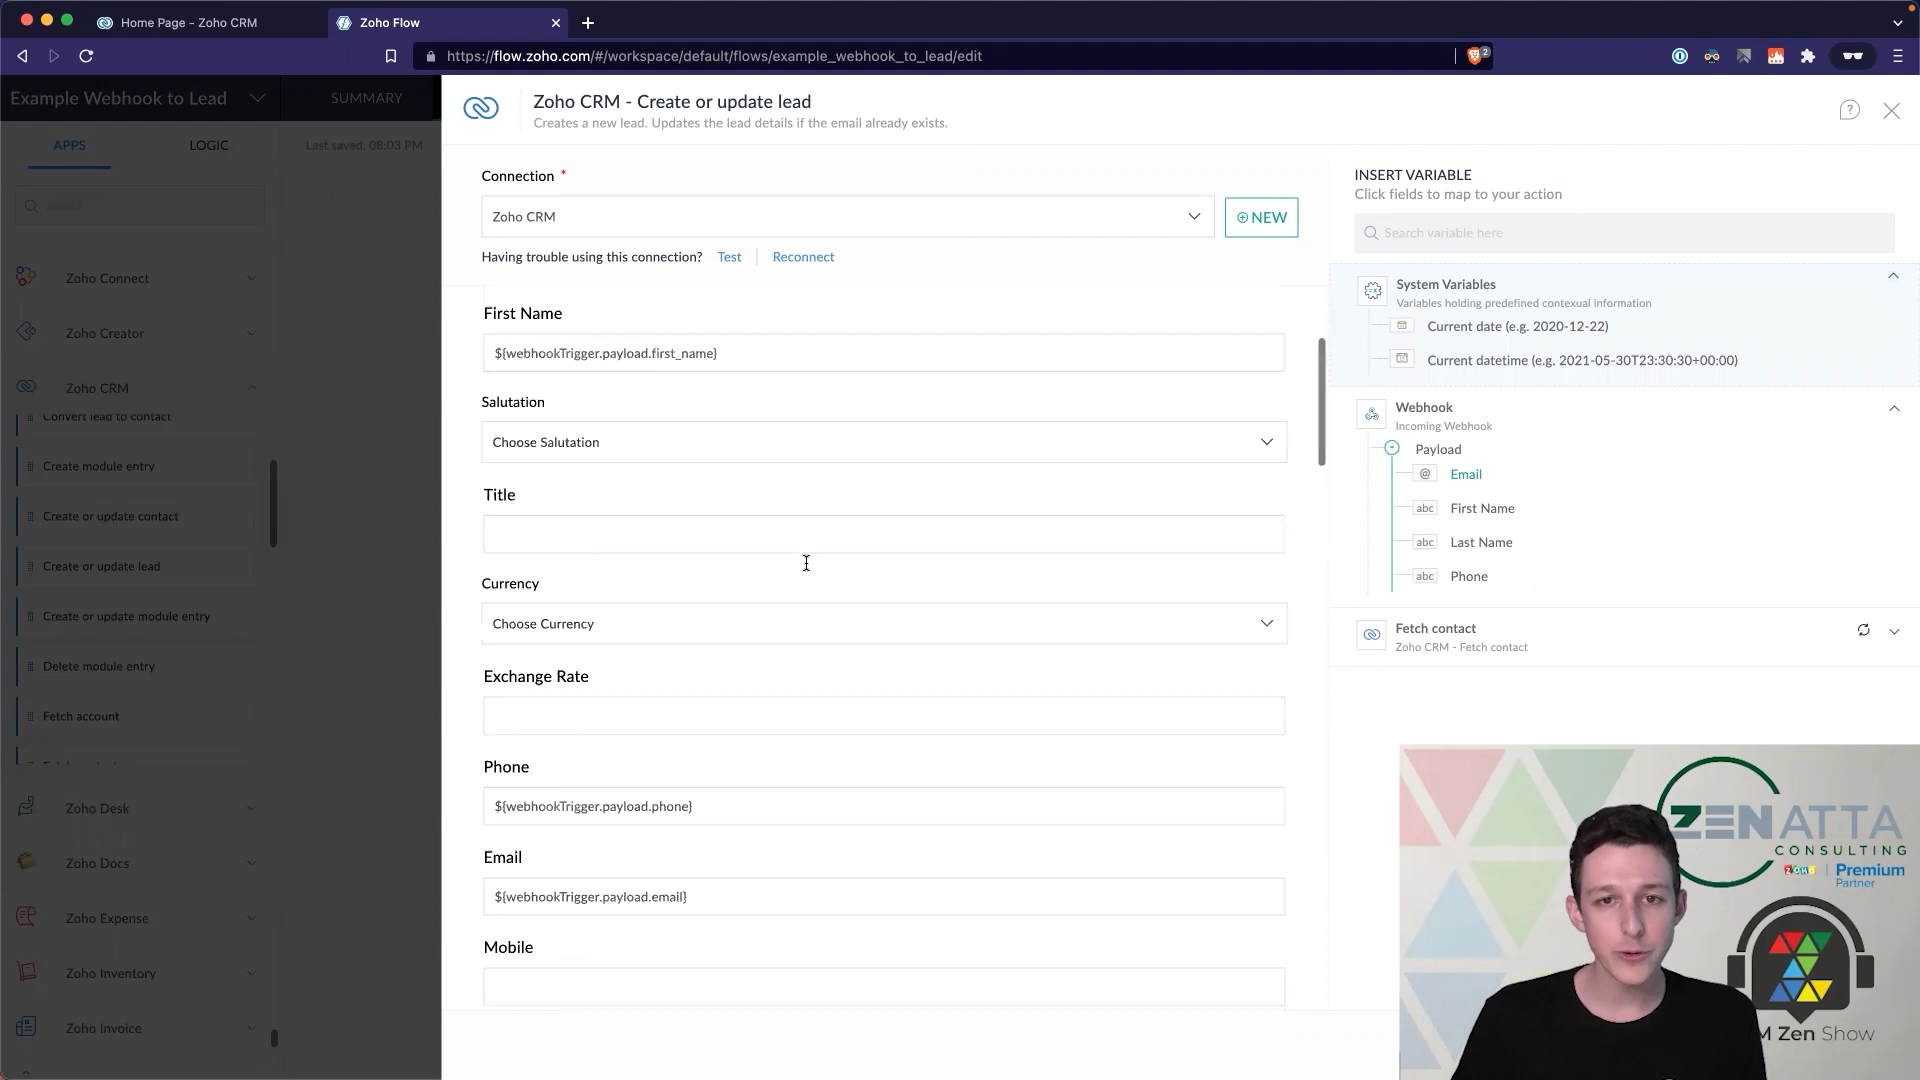 Home Page - Zoho CRM
Zoho Flow
https://flow.zoho.com/#/workspace/default/flows/example_webhook_to_lead/edit
2
Example Webhook to Lead
SUMMARY
APPS
LOGIC
Last saved: 08:03 PM
Zoho Connect
Zoho Creator
Zoho CRM
Convert lead to contact
Create module entry
Create or update contact
Create or update lead
Create or update module entry
Delete module entry
Fetch account
Zoho Desk
Zoho Docs
Zoho Expense
Zoho Inventory
Zoho Invoice
Zoho CRM - Create or update lead
Creates a new lead. Updates the lead details if the email already exists.
Connection *
Zoho CRM
NEW
Having trouble using this connection? Test | Reconnect
First Name
${webhookTrigger.payload.first_name}
Salutation
Choose Salutation
Title
Currency
Choose Currency
Exchange Rate
Phone
${webhookTrigger.payload.phone}
Email
${webhookTrigger.payload.email}
Mobile
INSERT VARIABLE
Click fields to map to your action
Search variable here
System Variables
Variables holding predefined contexual information
Current date (e.g. 2020-12-22)
Current datetime (e.g. 2021-05-30T23:30:30+00:00)
Webhook
Incoming Webhook
Payload
@ Email
abc First Name
abc Last Name
abc Phone
Fetch contact
Zoho CRM - Fetch contact
ZENATTA
CONSULTING
ZOHO | Premium
Partner
M Zen Show